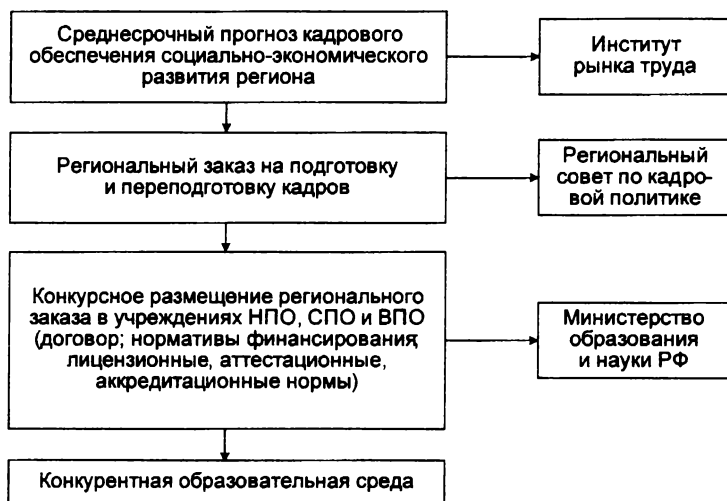 Среднесрочный прогноз кадрового
обеспечения социально-экономического
развития региона
Институт
рынка труда
Региональный заказ на подготовку
и переподготовку кадров
Региональный
совет по кадро-
вой политике
Конкурсное размещение регионального
заказа в учреждениях НПО, СПО и ВПО
(договор; нормативы финансирования;
лицензионные, аттестационные,
аккредитационные нормы)
Министерство
образования
и науки РФ
Конкурентная образовательная среда